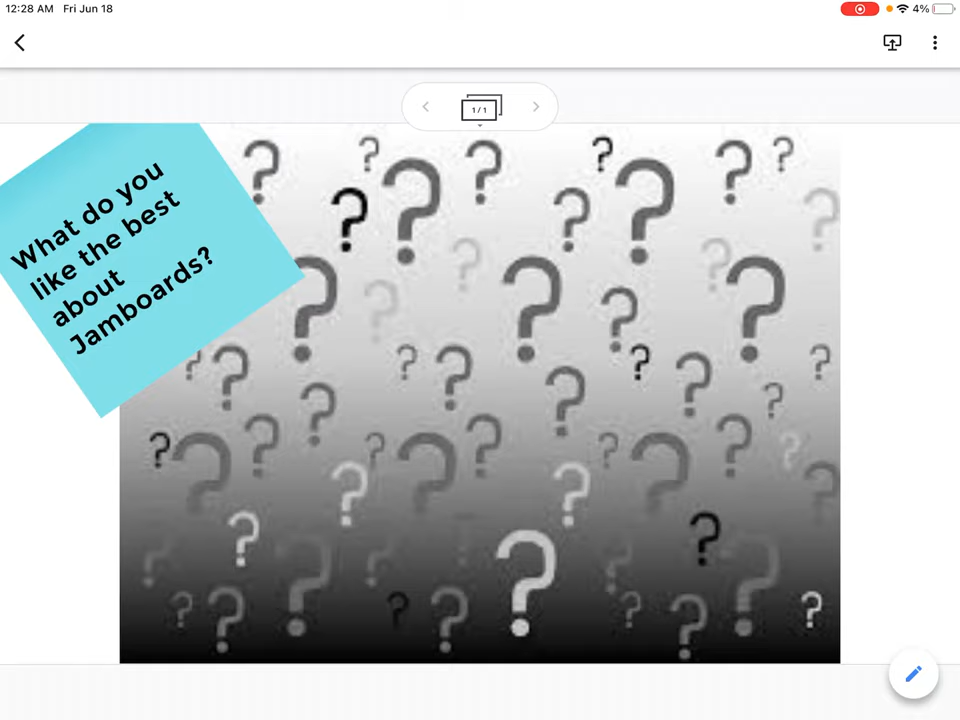 12:28 AM Fri Jun 18
4%
1 / 1
What do you
like the best
about
Jamboards?